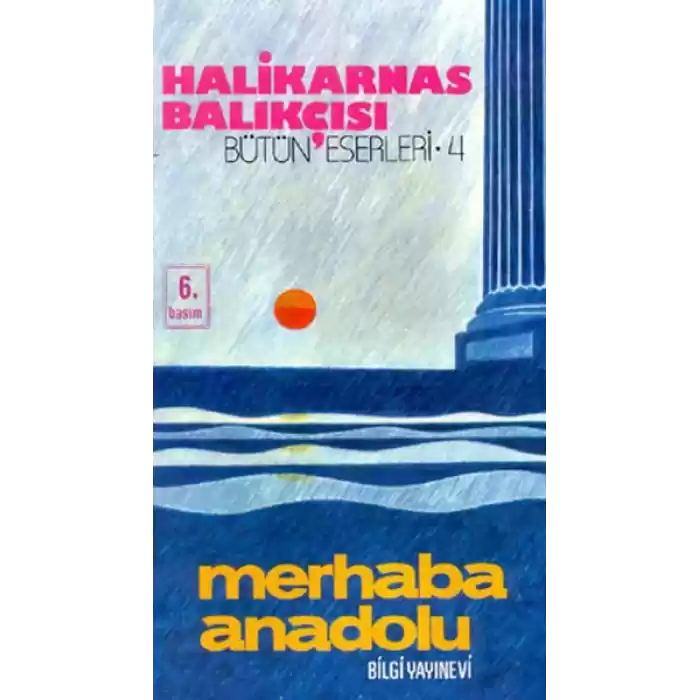 HALİKARNAS
BALIKÇISI
BÜTÜN ESERLERİ · 4
6.
basım
merhaba
anadolu
BİLGİ YAYINEVİ